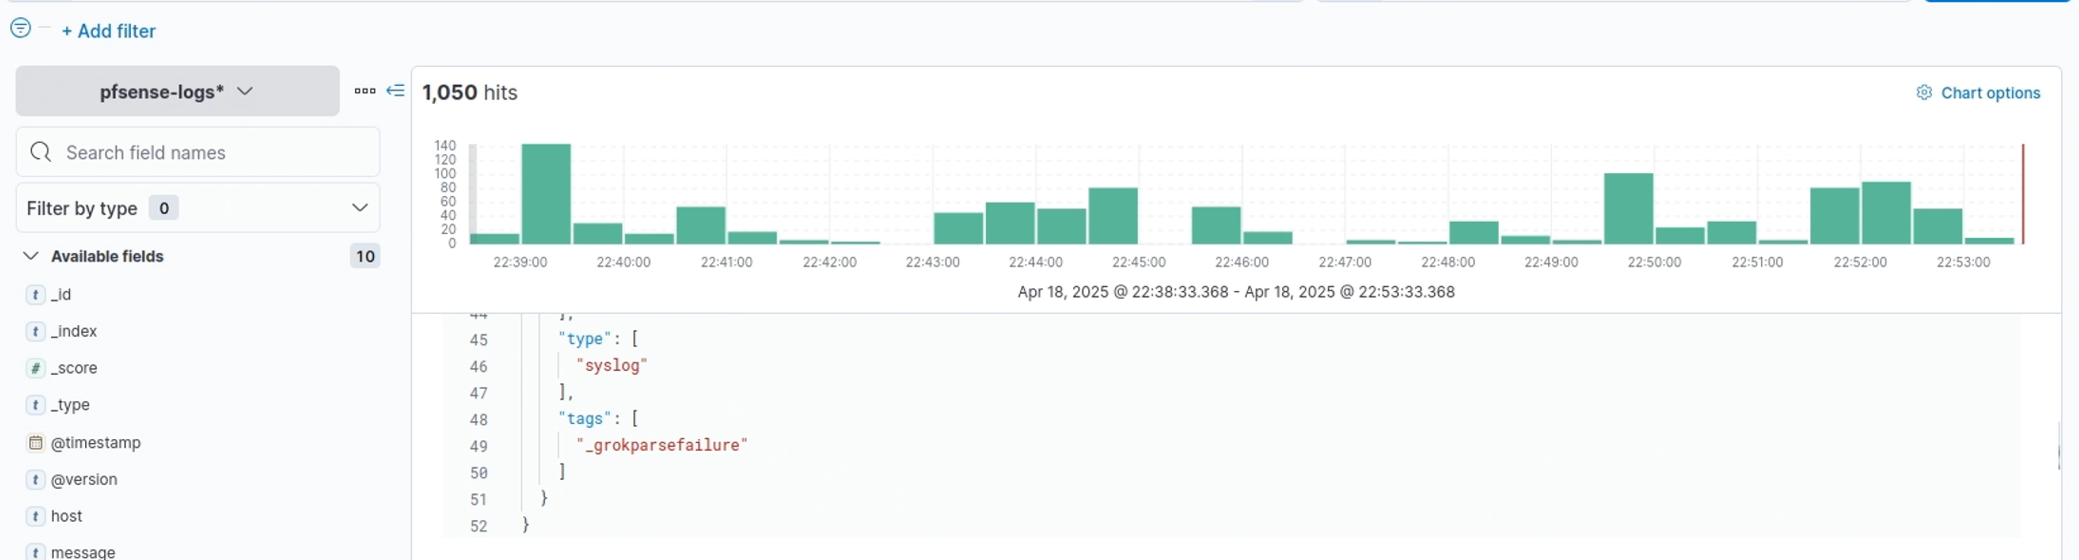 + Add filter
pfsense-logs*
1,050 hits
Chart options
Search field names
Filter by type 0
Available fields 10
t _id
t _index
# _score
t _type
@timestamp
t @version
t host
t message
140
120
100
80
60
40
20
0
22:39:00 22:40:00 22:41:00 22:42:00 22:43:00 22:44:00 22:45:00 22:46:00 22:47:00 22:48:00 22:49:00 22:50:00 22:51:00 22:52:00 22:53:00
Apr 18, 2025 @ 22:38:33.368 - Apr 18, 2025 @ 22:53:33.368
44 ],
45 "type": [
46 "syslog"
47 ],
48 "tags": [
49 "_grokparsefailure"
50 ]
51 }
52 }